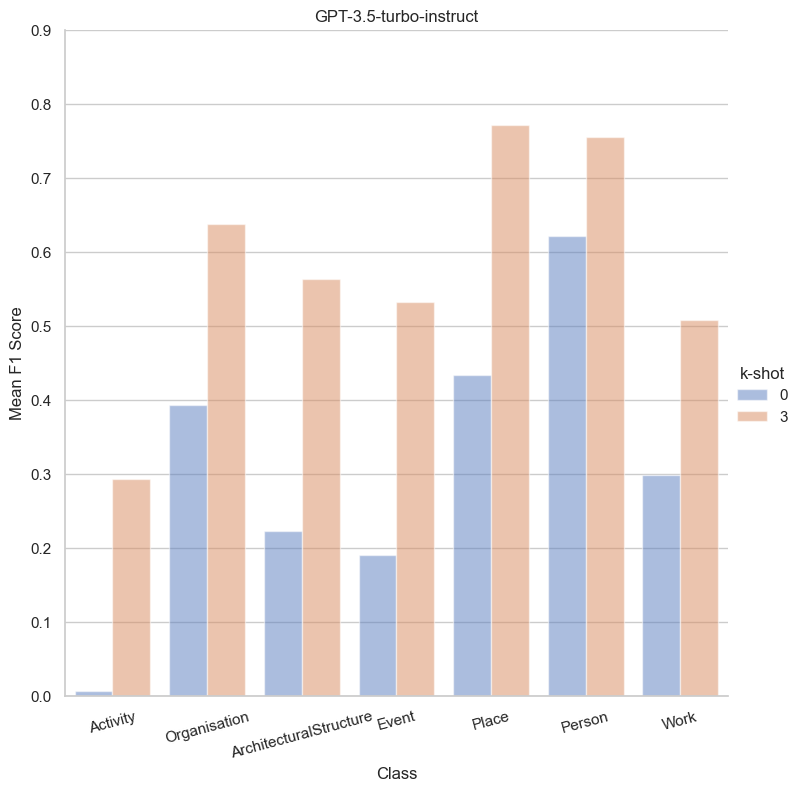 GPT-3.5-turbo-instruct
0.9
0.8
0.7
0.6
0.5
0.4
0.3
0.2
0.1
0.0
Mean F1 Score
Activity
Organisation
ArchitecturalStructure
Event
Place
Person
Work
Class
k-shot
0
3